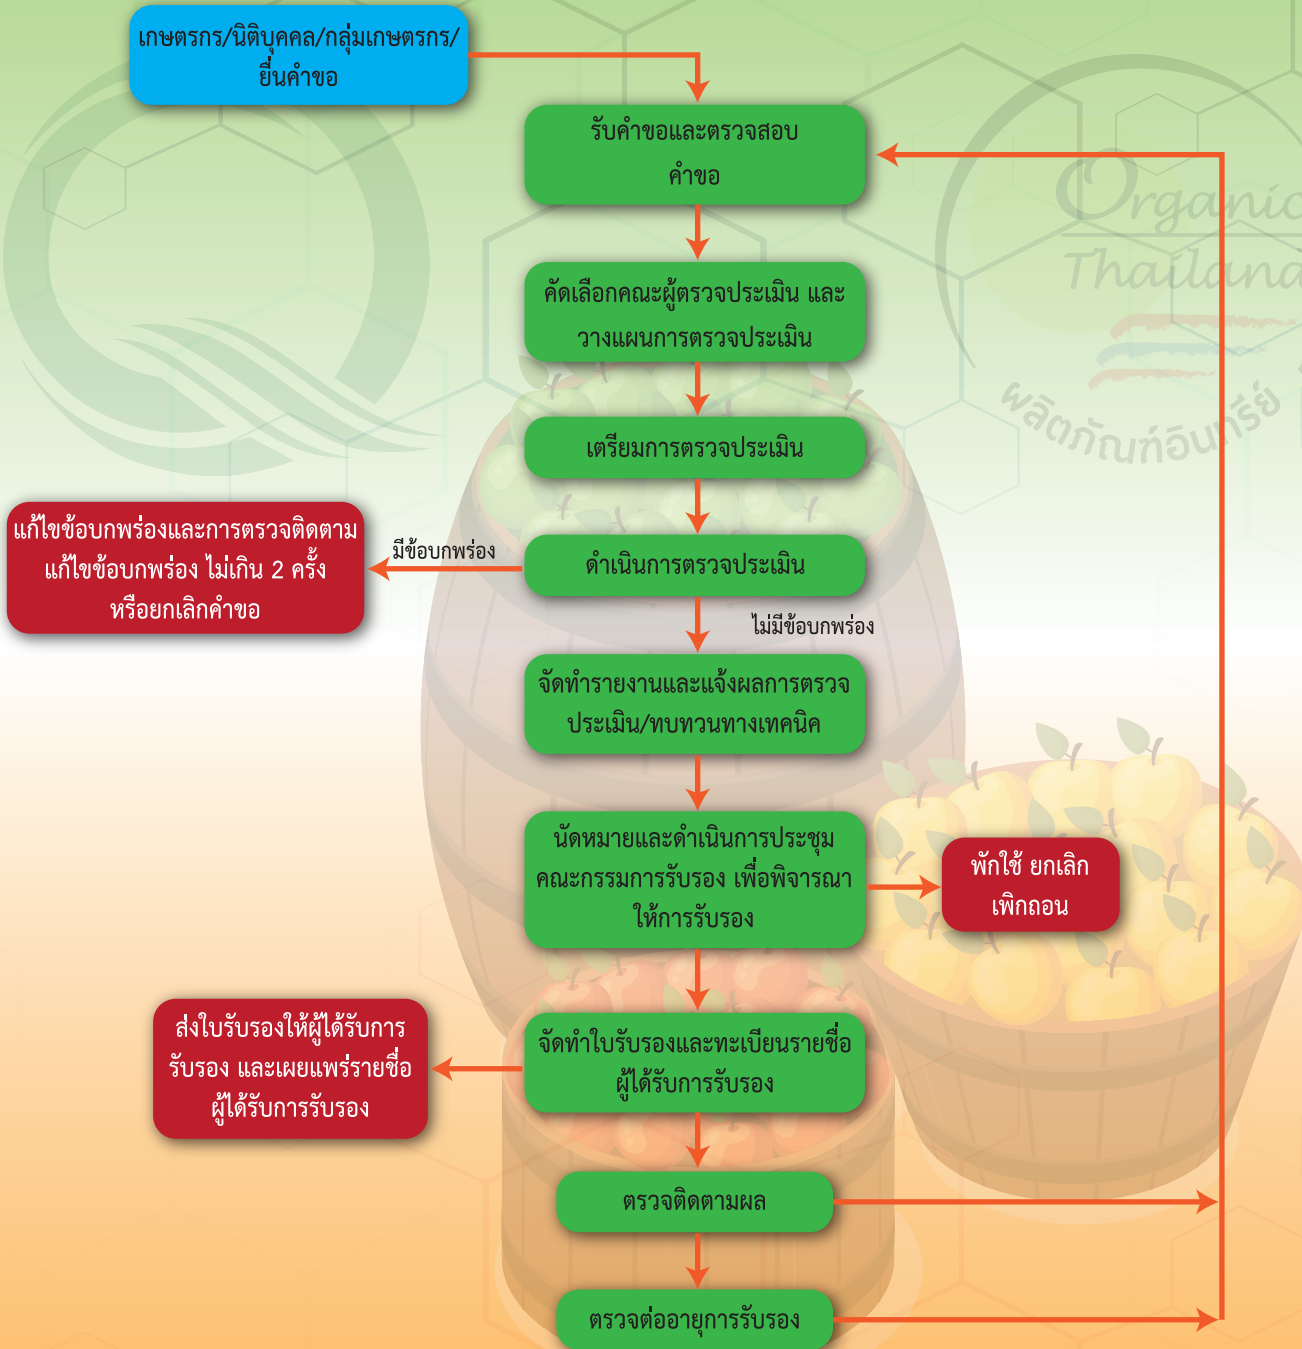 เกษตรกร/นิติบุคคล/กลุ่มเกษตรกร/
ยื่นคำขอ
รับคำขอและตรวจสอบ
คำขอ
Organic
Thailand
ผลิตภัณฑ์อินทรีย์
คัดเลือกคณะผู้ตรวจประเมิน และ
วางแผนการตรวจประเมิน
เตรียมการตรวจประเมิน
แก้ไขข้อบกพร่องและการตรวจติดตาม
แก้ไขข้อบกพร่อง ไม่เกิน 2 ครั้ง
หรือยกเลิกคำขอ
มีข้อบกพร่อง
ดำเนินการตรวจประเมิน
ไม่มีข้อบกพร่อง
จัดทำรายงานและแจ้งผลการตรวจ
ประเมิน/ทบทวนทางเทคนิค
นัดหมายและดำเนินการประชุม
คณะกรรมการรับรอง เพื่อพิจารณา
ให้การรับรอง
พักใช้ ยกเลิก
เพิกถอน
ส่งใบรับรองให้ผู้ได้รับการ
รับรอง และเผยแพร่รายชื่อ
ผู้ได้รับการรับรอง
จัดทำใบรับรองและทะเบียนรายชื่อ
ผู้ได้รับการรับรอง
ตรวจติดตามผล
ตรวจต่ออายุการรับรอง